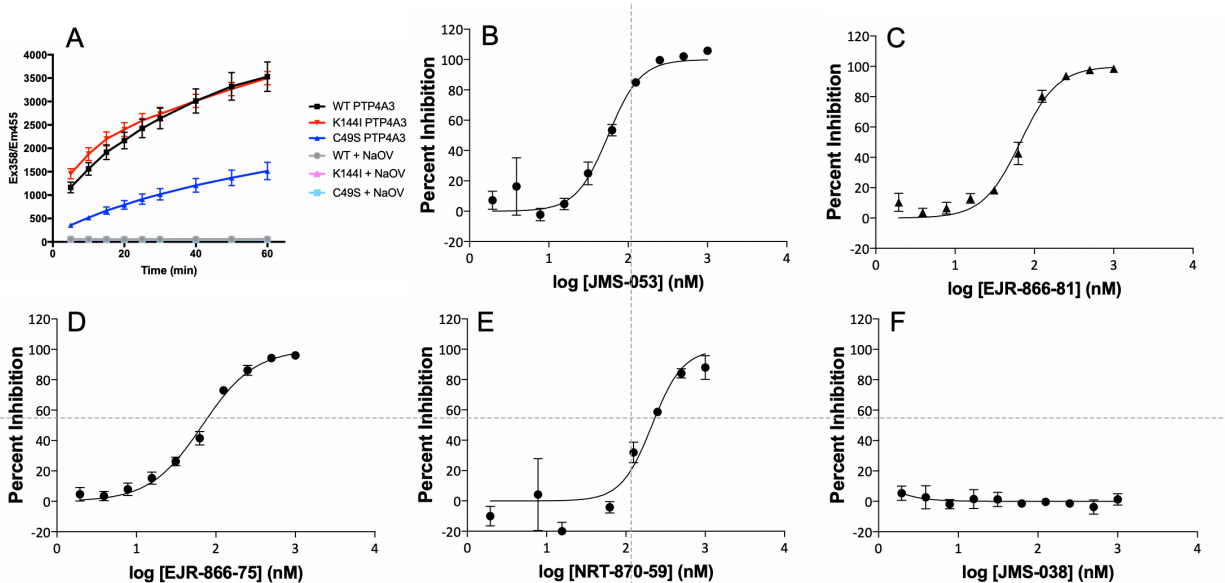 A
4000
3500
3000
2500
2000
1500
1000
500
0
Ex358/Em455
0 20 40 60
Time (min)
WT PTP4A3
K144I PTP4A3
C49S PTP4A3
WT + NaOV
K144I + NaOV
C49S + NaOV
B
120
100
80
60
40
20
0
-20
Percent Inhibition
0 1 2 3 4
log [JMS-053] (nM)
C
120
100
80
60
40
20
0
-20
Percent Inhibition
0 1 2 3 4
log [EJR-866-81] (nM)
D
120
100
80
60
40
20
0
-20
Percent Inhibition
0 1 2 3 4
log [EJR-866-75] (nM)
E
120
100
80
60
40
20
0
-20
Percent Inhibition
0 1 2 3 4
log [NRT-870-59] (nM)
F
120
100
80
60
40
20
0
-20
Percent Inhibition
0 1 2 3 4
log [JMS-038] (nM)